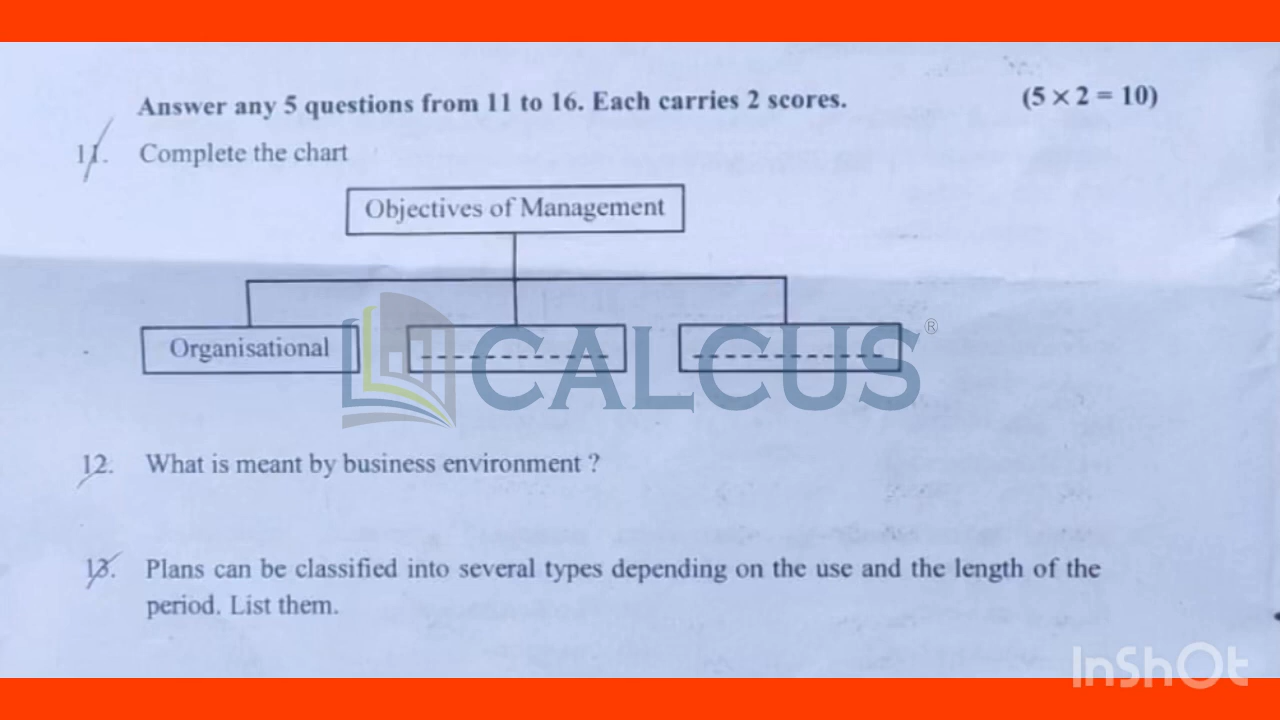 Answer any 5 questions from 11 to 16. Each carries 2 scores. (5 × 2 = 10)
11. Complete the chart
Objectives of Management
Organisational
CALCUS®
12. What is meant by business environment ?
13. Plans can be classified into several types depending on the use and the length of the
period. List them.
InShOt